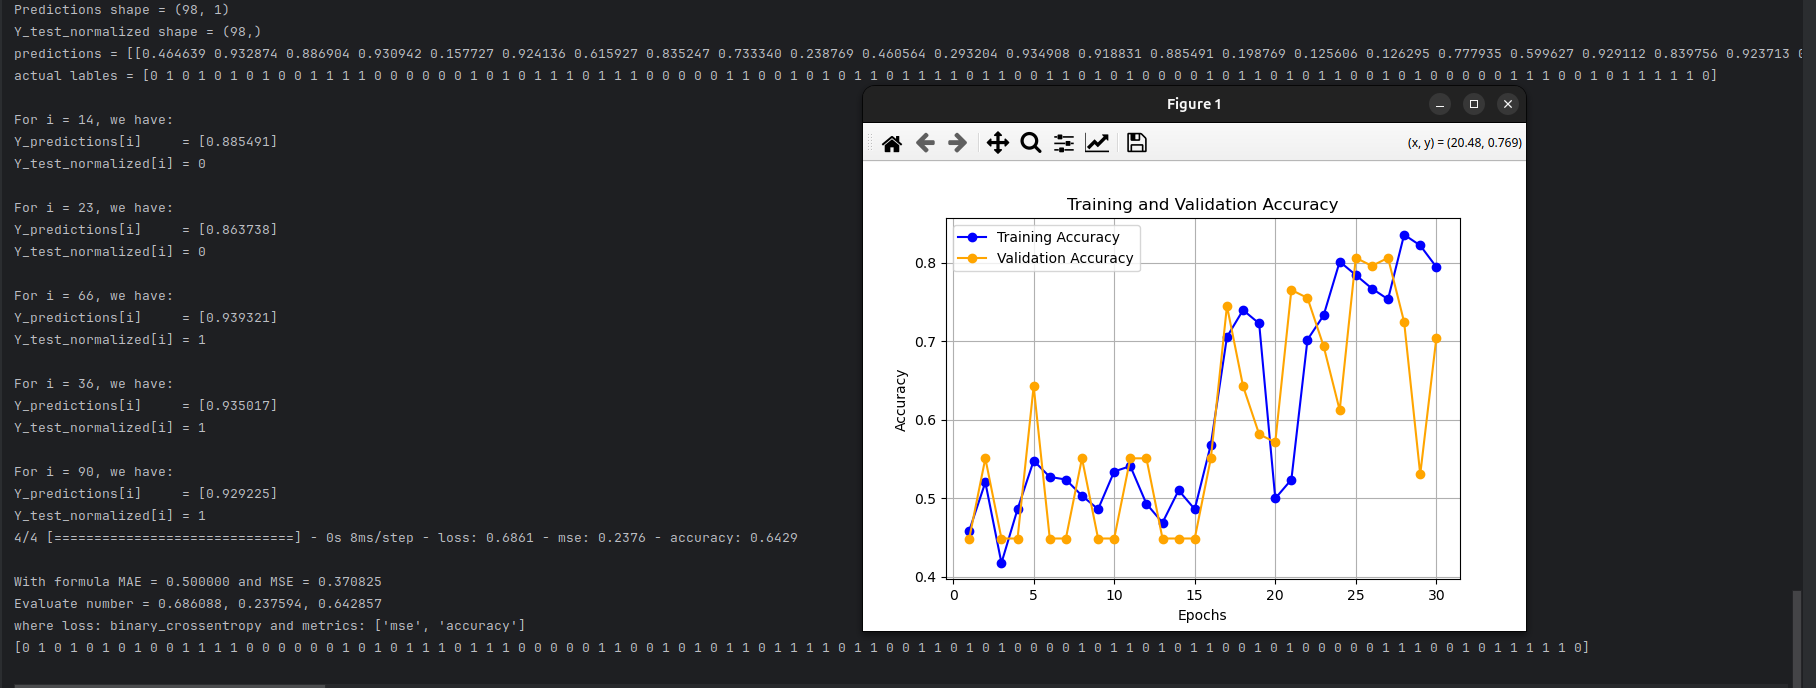 Predictions shape = (98, 1)
Y_test_normalized shape = (98,)
predictions = [[0.464639 0.932874 0.886904 0.930942 0.157727 0.924136 0.615927 0.835247 0.733340 0.238769 0.460564 0.293204 0.934908 0.918831 0.885491 0.198769 0.125606 0.126295 0.777935 0.599627 0.929112 0.839756 0.923713
actual lables = [0 1 0 1 0 1 0 1 0 0 1 1 1 1 0 0 0 0 0 0 1 0 1 0 1 1 1 0 1 1 1 0 0 0 0 0 1 1 0 0 1 0 1 0 1 1 0 1 1 1 1 0 1 1 0 0 1 1 0 1 0 1 0 0 0 0 1 0 1 1 0 1 0 1 1 0 0 1 0 1 0 0 0 0 0 1 1 1 0 0 1 0 1 1 1 1 1 0]
For i = 14, we have:
Y_predictions[i] = [0.885491]
Y_test_normalized[i] = 0
For i = 23, we have:
Y_predictions[i] = [0.863738]
Y_test_normalized[i] = 0
For i = 66, we have:
Y_predictions[i] = [0.939321]
Y_test_normalized[i] = 1
For i = 36, we have:
Y_predictions[i] = [0.935017]
Y_test_normalized[i] = 1
For i = 90, we have:
Y_predictions[i] = [0.929225]
Y_test_normalized[i] = 1
4/4 [==============================] - 0s 8ms/step - loss: 0.6861 - mse: 0.2376 - accuracy: 0.6429
With formula MAE = 0.500000 and MSE = 0.370825
Evaluate number = 0.686088, 0.237594, 0.642857
where loss: binary_crossentropy and metrics: ['mse', 'accuracy']
[0 1 0 1 0 1 0 1 0 0 1 1 1 1 0 0 0 0 0 0 1 0 1 0 1 1 1 0 1 1 1 0 0 0 0 0 1 1 0 0 1 0 1 0 1 1 0 1 1 1 1 0 1 1 0 0 1 1 0 1 0 1 0 0 0 0 1 0 1 1 0 1 0 1 1 0 0 1 0 1 0 0 0 0 0 1 1 1 0 0 1 0 1 1 1 1 1 0]
Figure 1
(x, y) = (20.48, 0.769)
Training and Validation Accuracy
Training Accuracy
Validation Accuracy
0.8
0.7
0.6
0.5
0.4
Accuracy
0 5 10 15 20 25 30
Epochs